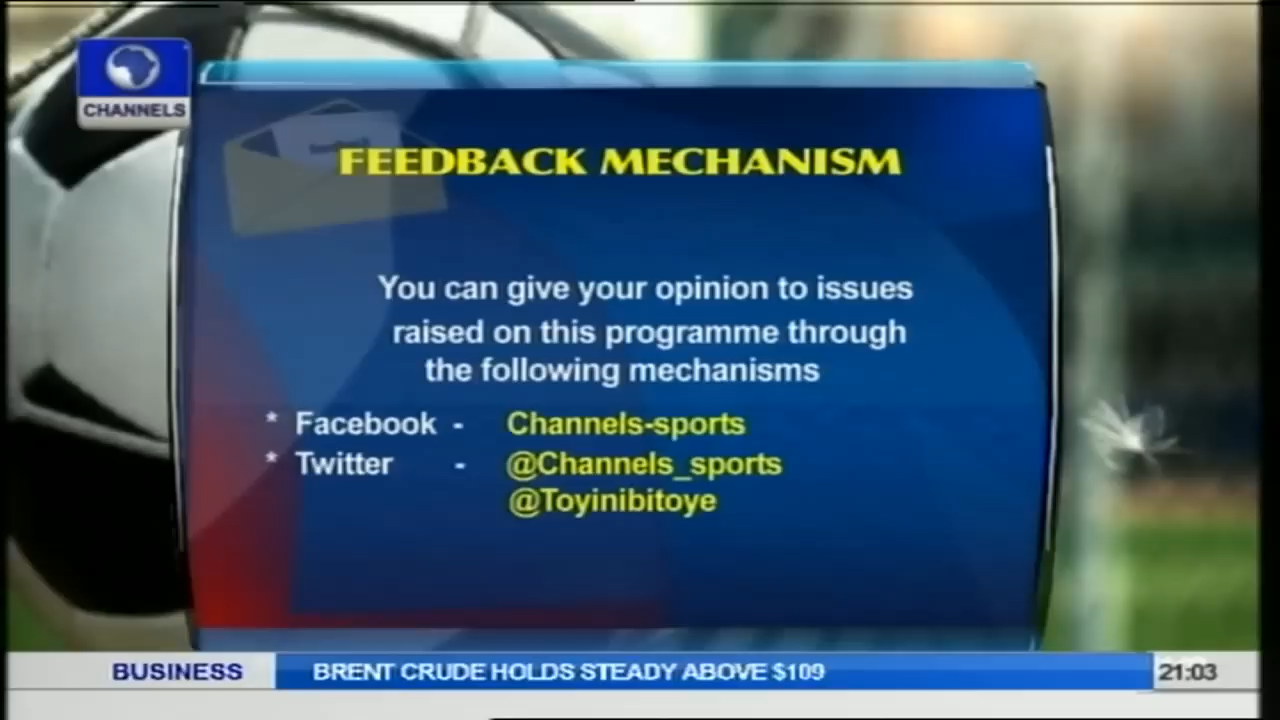 CHANNELS
FEEDBACK MECHANISM
You can give your opinion to issues
raised on this programme through
the following mechanisms
* Facebook - Channels-sports
* Twitter - @Channels_sports
@Toyinibitoye
BUSINESS BRENT CRUDE HOLDS STEADY ABOVE $109 21:03